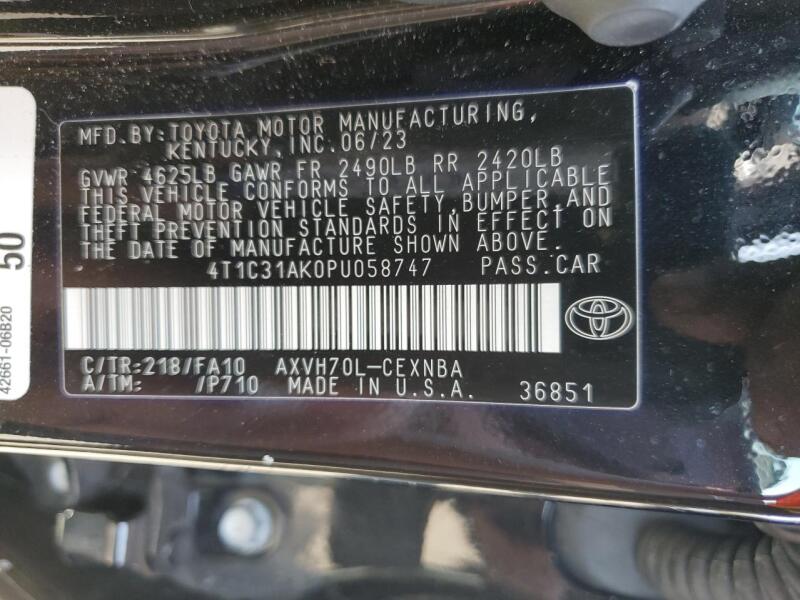 MFD.BY: TOYOTA MOTOR MANUFACTURING,
KENTUCKY, INC. 06/23
GVWR 4625LB GAWR FR 2490LB RR 2420LB
THIS VEHICLE CONFORMS TO ALL APPLICABLE
FEDERAL MOTOR VEHICLE SAFETY, BUMPER, AND
THEFT PREVENTION STANDARDS IN EFFECT ON
THE DATE OF MANUFACTURE SHOWN ABOVE.
4T1C31AK0PU058747 PASS.CAR
C/TR:218/FA10 AXVH70L-CEXNBA
A/TM: /P710 MADE IN U.S.A. 36851
50
42661-06B20